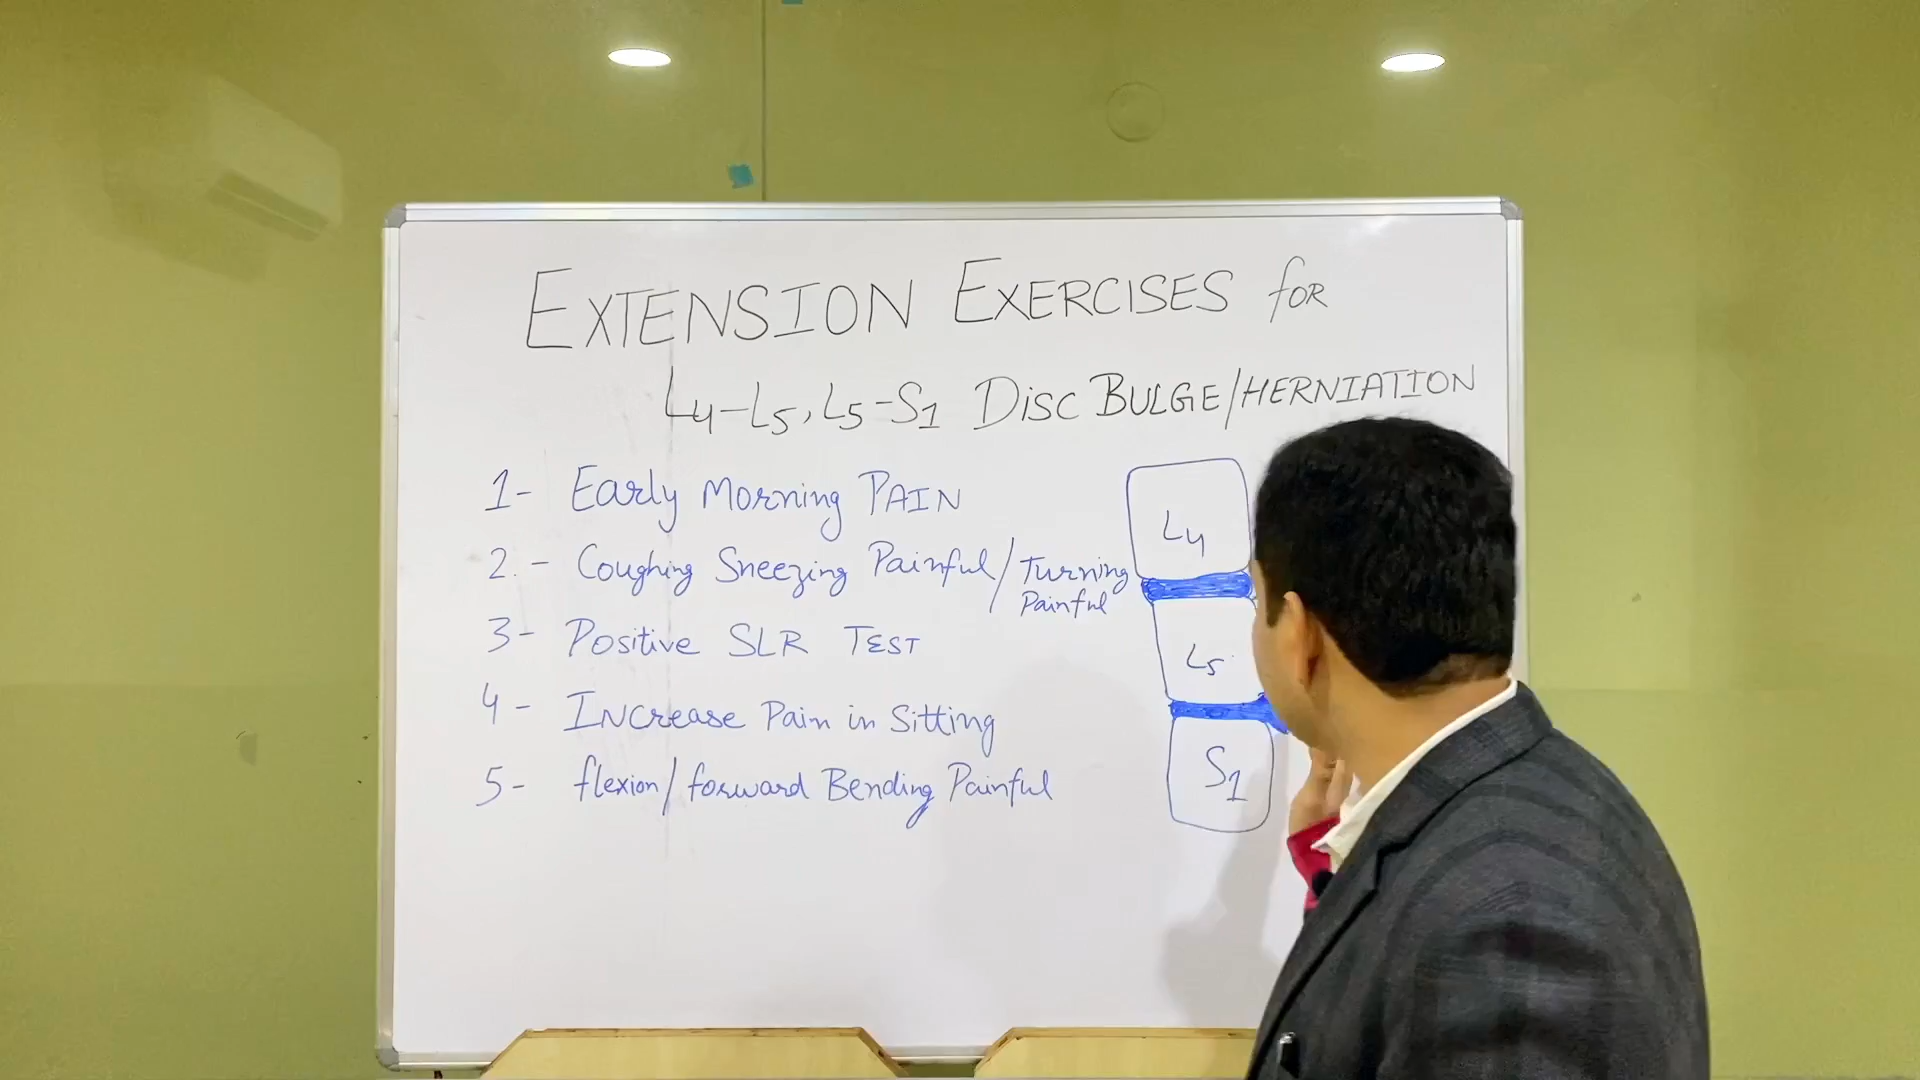 EXTENSION EXERCISES for
L4-L5, L5-S1 DISC BULGE/HERNIATION
1- Early Morning PAIN
2.- Coughing Sneezing Painful/Turning
Painful
3- Positive SLR TEST
4- INCrease Pain in Sitting
5- flexion/forward Bending Painful
L4
L5
S1